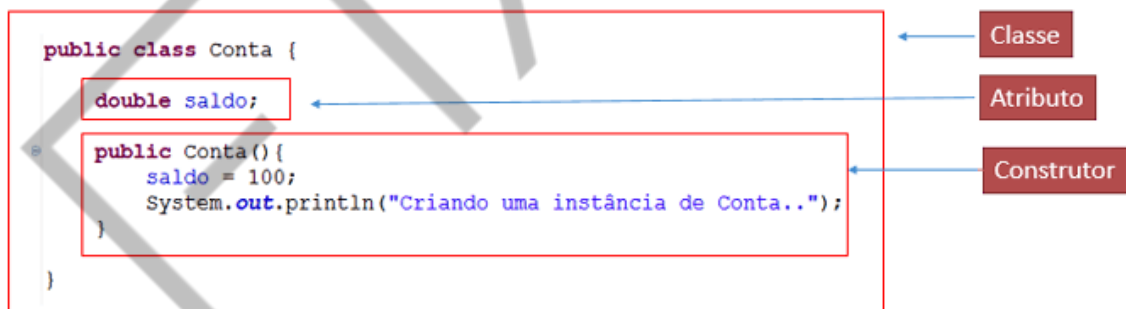 public class Conta {
Classe
double saldo;
Atributo
public Conta(){
saldo = 100;
Construtor
System.out.println("Criando uma instância de Conta..");
}
}